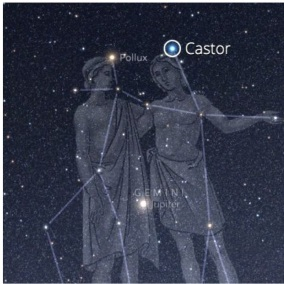 Castor
Pollux
GEMINI
Jupiter